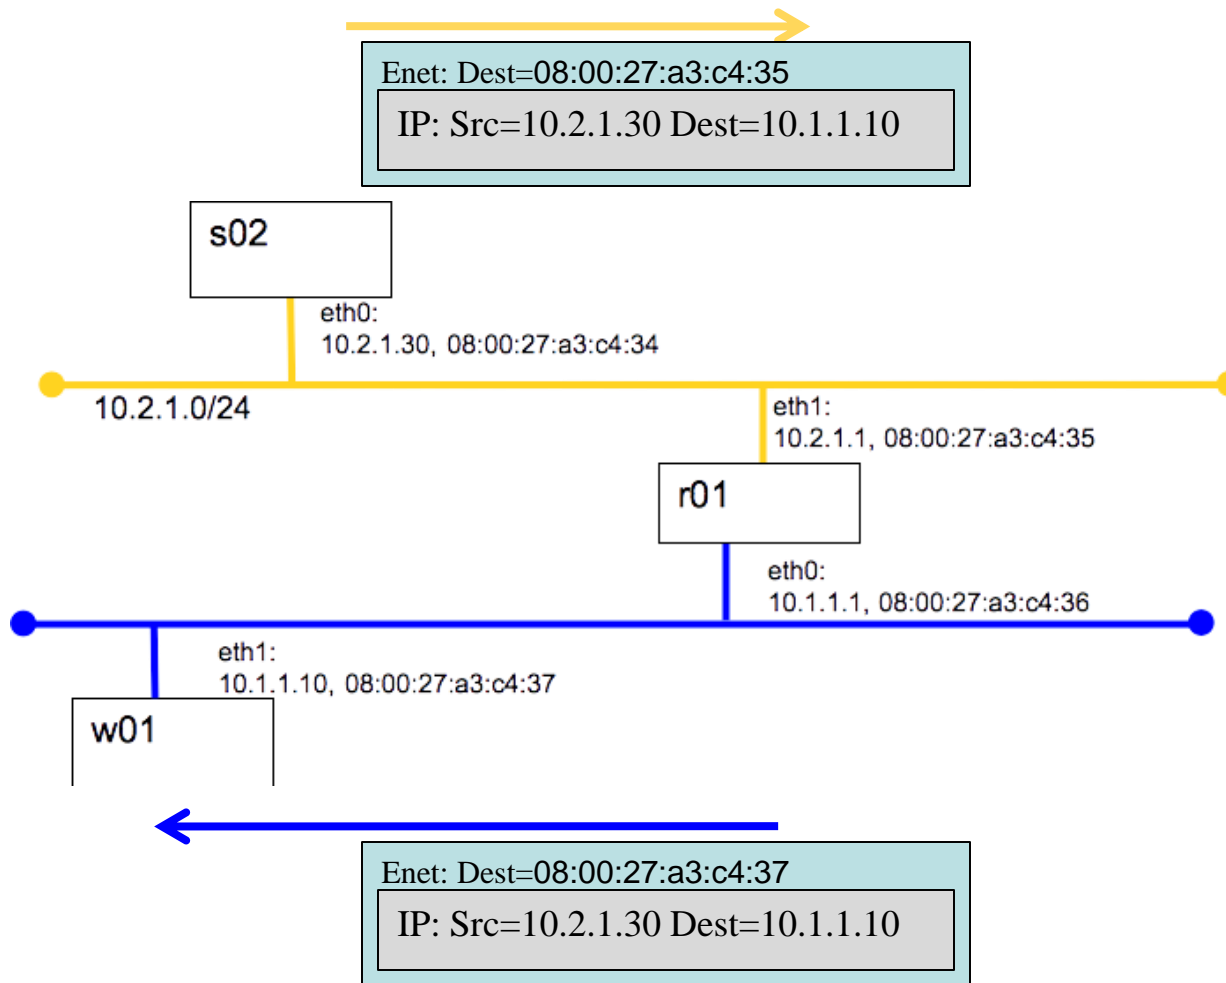 Enet: Dest=08:00:27:a3:c4:35
IP: Src=10.2.1.30 Dest=10.1.1.10
s02
eth0:
10.2.1.30, 08:00:27:a3:c4:34
10.2.1.0/24
eth1:
10.2.1.1, 08:00:27:a3:c4:35
r01
eth0:
10.1.1.1, 08:00:27:a3:c4:36
eth1:
10.1.1.10, 08:00:27:a3:c4:37
w01
Enet: Dest=08:00:27:a3:c4:37
IP: Src=10.2.1.30 Dest=10.1.1.10